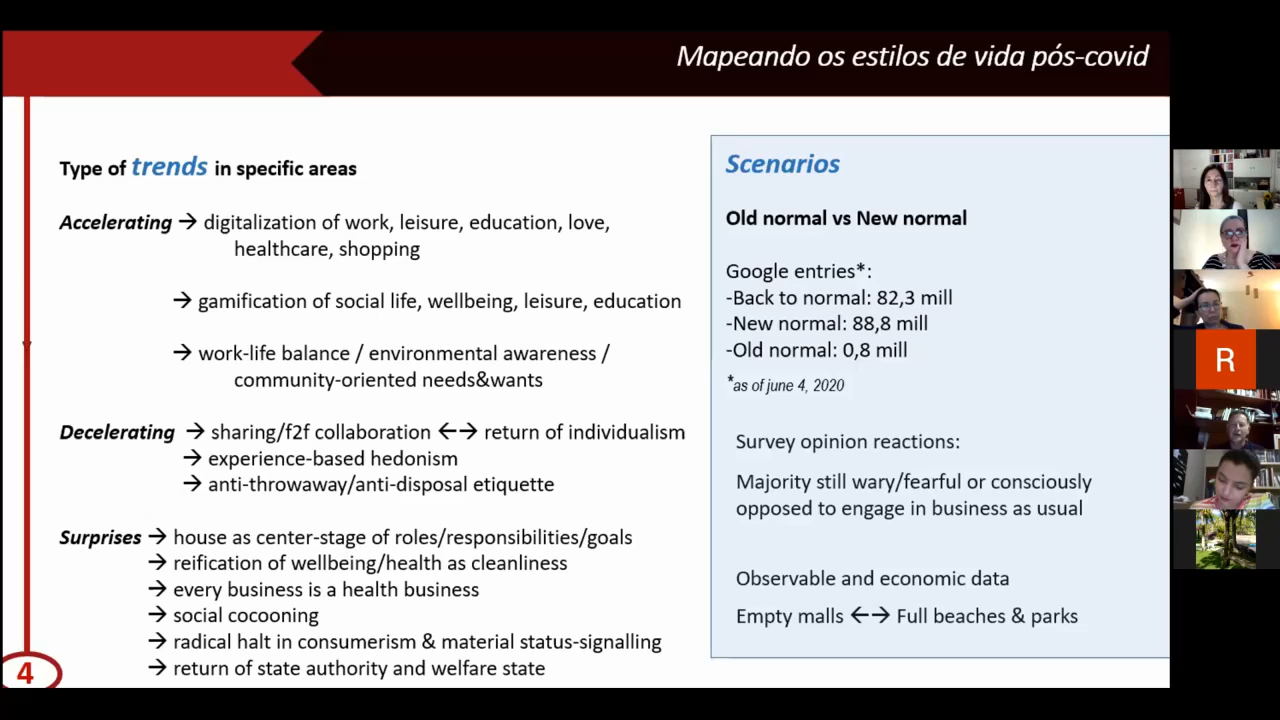 Mapeando os estilos de vida pós-covid
Type of trends in specific areas
Accelerating → digitalization of work, leisure, education, love,
healthcare, shopping
→ gamification of social life, wellbeing, leisure, education
→ work-life balance / environmental awareness /
community-oriented needs&wants
Decelerating → sharing/f2f collaboration ←→ return of individualism
→ experience-based hedonism
→ anti-throwaway/anti-disposal etiquette
Surprises → house as center-stage of roles/responsibilities/goals
→ reification of wellbeing/health as cleanliness
→ every business is a health business
→ social cocooning
→ radical halt in consumerism & material status-signalling
→ return of state authority and welfare state
4
Scenarios
Old normal vs New normal
Google entries*:
-Back to normal: 82,3 mill
-New normal: 88,8 mill
-Old normal: 0,8 mill
*as of june 4, 2020
Survey opinion reactions:
Majority still wary/fearful or consciously
opposed to engage in business as usual
Observable and economic data
Empty malls ←→ Full beaches & parks
R